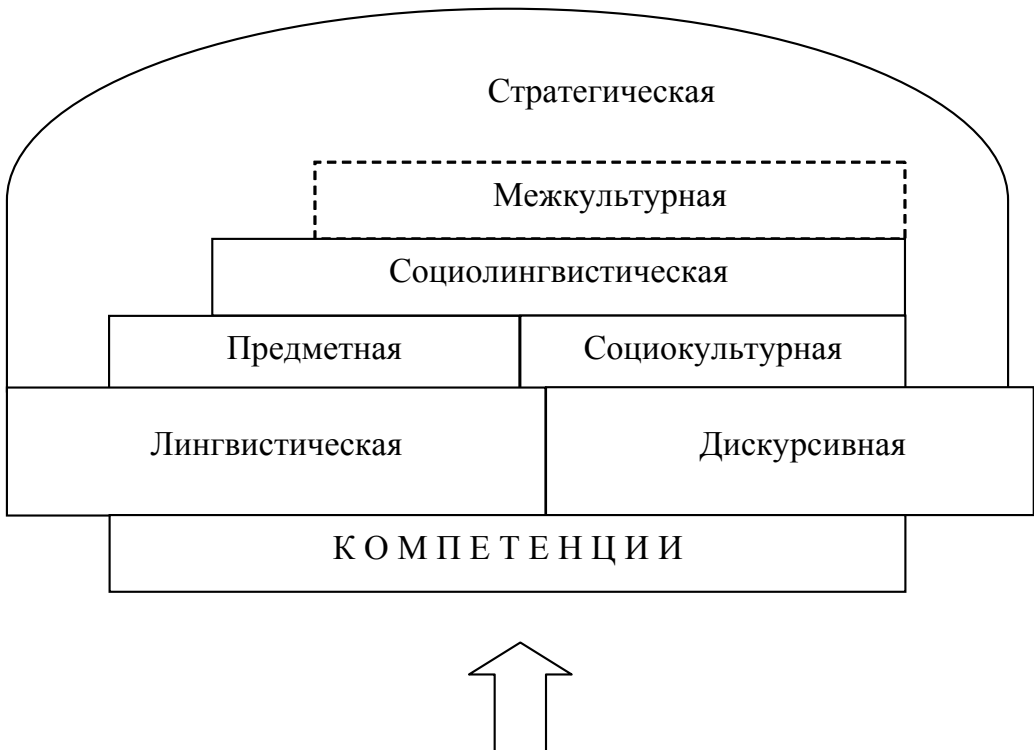 Стратегическая
Межкультурная
Социолингвистическая
Предметная
Социокультурная
Лингвистическая
Дискурсивная
К О М П Е Т Е Н Ц И И